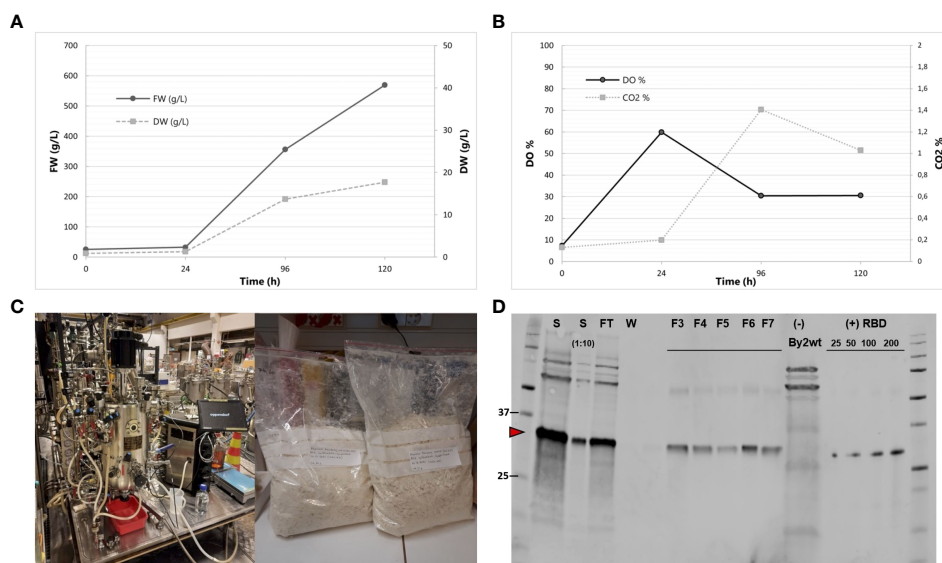 A
700
600
500
400
300
200
100
0
FW (g/L)
50
40
30
20
10
0
DW (g/L)
FW (g/L)
DW (g/L)
0 24 96 120
Time (h)
B
100
90
80
70
60
50
40
30
20
10
0
DO %
2
1,8
1,6
1,4
1,2
1
0,8
0,6
0,4
0,2
0
CO2 %
DO %
CO2 %
0 24 96 120
Time (h)
C
eppendorf
D
S S FT W F3 F4 F5 F6 F7 (-) (+) RBD
(1:10) By2wt 25 50 100 200
37
25